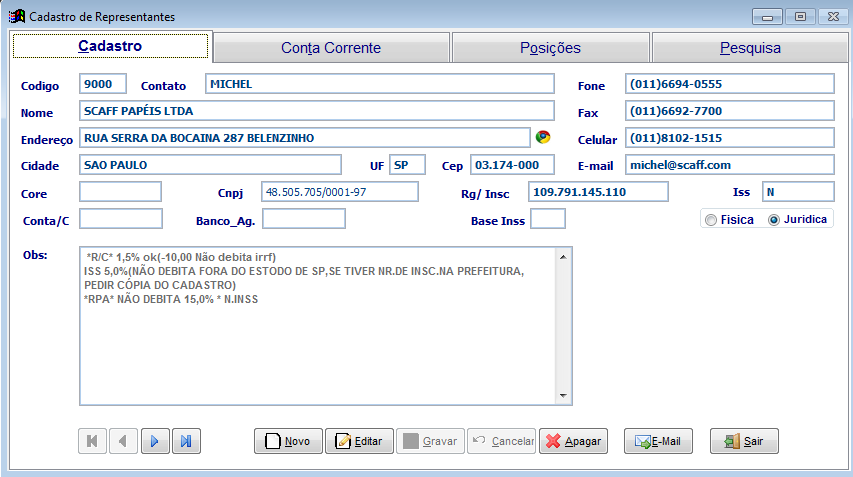 Cadastro de Representantes
Cadastro Conta Corrente Posições Pesquisa
Codigo 9000 Contato MICHEL Fone (011)6694-0555
Nome SCAFF PAPÉIS LTDA Fax (011)6692-7700
Endereço RUA SERRA DA BOCAINA 287 BELENZINHO Celular (011)8102-1515
Cidade SAO PAULO UF SP Cep 03.174-000 E-mail michel@scaff.com
Core Cnpj 48.505.705/0001-97 Rg/ Insc 109.791.145.110 Iss N
Conta/C Banco_Ag. Base Inss Fisica Juridica
Obs: *R/C* 1,5% ok(-10,00 Não debita irrf)
ISS 5,0%(NÃO DEBITA FORA DO ESTODO DE SP,SE TIVER NR.DE INSC.NA PREFEITURA,
PEDIR CÓPIA DO CADASTRO)
*RPA* NÃO DEBITA 15,0% * N.INSS
Novo Editar Gravar Cancelar Apagar E-Mail Sair